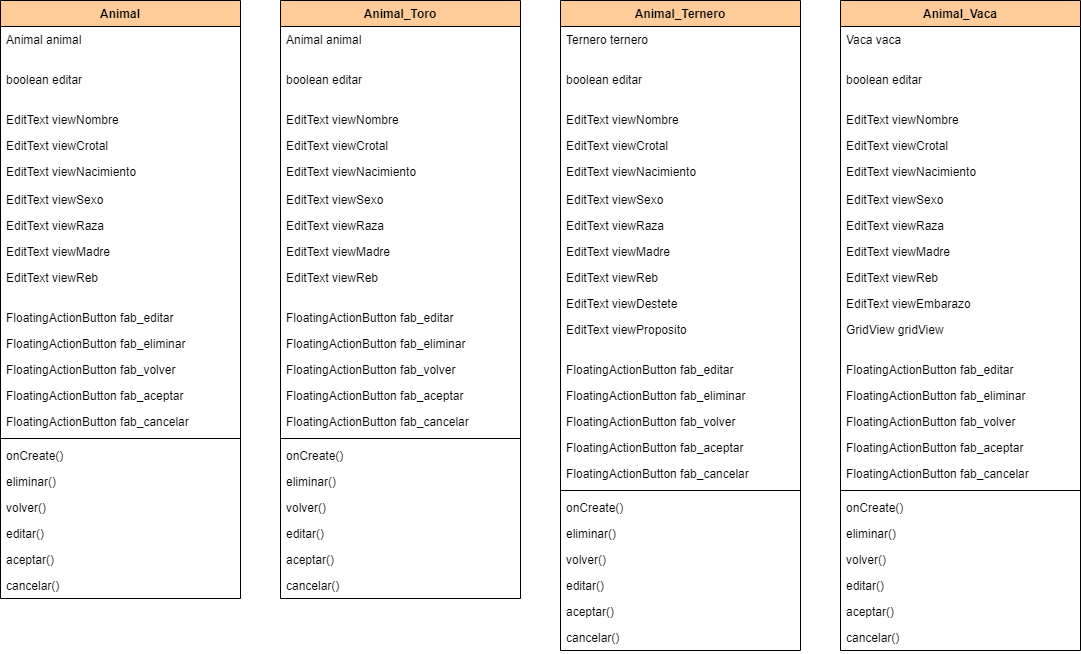 Animal
Animal animal
boolean editar
EditText viewNombre
EditText viewCrotal
EditText viewNacimiento
EditText viewSexo
EditText viewRaza
EditText viewMadre
EditText viewReb
FloatingActionButton fab_editar
FloatingActionButton fab_eliminar
FloatingActionButton fab_volver
FloatingActionButton fab_aceptar
FloatingActionButton fab_cancelar
onCreate()
eliminar()
volver()
editar()
aceptar()
cancelar()
Animal_Toro
Animal animal
boolean editar
EditText viewNombre
EditText viewCrotal
EditText viewNacimiento
EditText viewSexo
EditText viewRaza
EditText viewMadre
EditText viewReb
FloatingActionButton fab_editar
FloatingActionButton fab_eliminar
FloatingActionButton fab_volver
FloatingActionButton fab_aceptar
FloatingActionButton fab_cancelar
onCreate()
eliminar()
volver()
editar()
aceptar()
cancelar()
Animal_Ternero
Ternero ternero
boolean editar
EditText viewNombre
EditText viewCrotal
EditText viewNacimiento
EditText viewSexo
EditText viewRaza
EditText viewMadre
EditText viewReb
EditText viewDestete
EditText viewProposito
FloatingActionButton fab_editar
FloatingActionButton fab_eliminar
FloatingActionButton fab_volver
FloatingActionButton fab_aceptar
FloatingActionButton fab_cancelar
onCreate()
eliminar()
volver()
editar()
aceptar()
cancelar()
Animal_Vaca
Vaca vaca
boolean editar
EditText viewNombre
EditText viewCrotal
EditText viewNacimiento
EditText viewSexo
EditText viewRaza
EditText viewMadre
EditText viewReb
EditText viewEmbarazo
GridView gridView
FloatingActionButton fab_editar
FloatingActionButton fab_eliminar
FloatingActionButton fab_volver
FloatingActionButton fab_aceptar
FloatingActionButton fab_cancelar
onCreate()
eliminar()
volver()
editar()
aceptar()
cancelar()